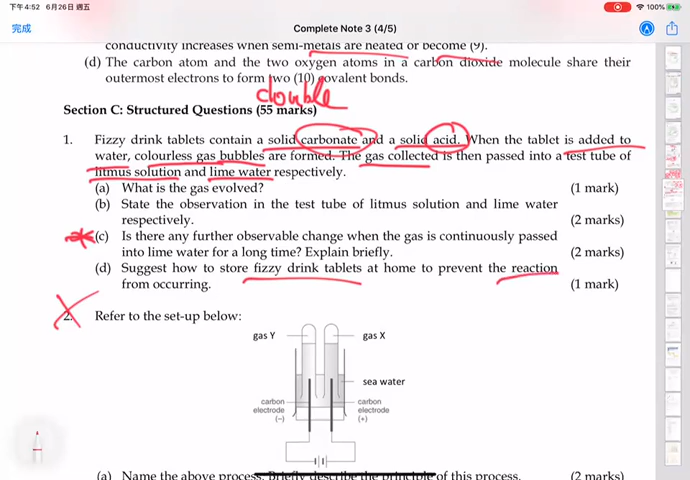 下午4:52 6月26日 週五
100%
完成
Complete Note 3 (4/5)
conductivity increases when semi-metals are heated or become (9).
(d) The carbon atom and the two oxygen atoms in a carbon dioxide molecule share their
outermost electrons to form two (10) covalent bonds.
double
Section C: Structured Questions (55 marks)
1. Fizzy drink tablets contain a solid carbonate and a solid acid. When the tablet is added to
water, colourless gas bubbles are formed. The gas collected is then passed into a test tube of
litmus solution and lime water respectively.
(a) What is the gas evolved? (1 mark)
(b) State the observation in the test tube of litmus solution and lime water
respectively. (2 marks)
(c) Is there any further observable change when the gas is continuously passed
into lime water for a long time? Explain briefly. (2 marks)
(d) Suggest how to store fizzy drink tablets at home to prevent the reaction
from occurring. (1 mark)
2. Refer to the set-up below:
gas Y gas X
sea water
carbon electrode (−) carbon electrode (+)
(a) Name the above process. Briefly describe the principle of this process. (2 marks)